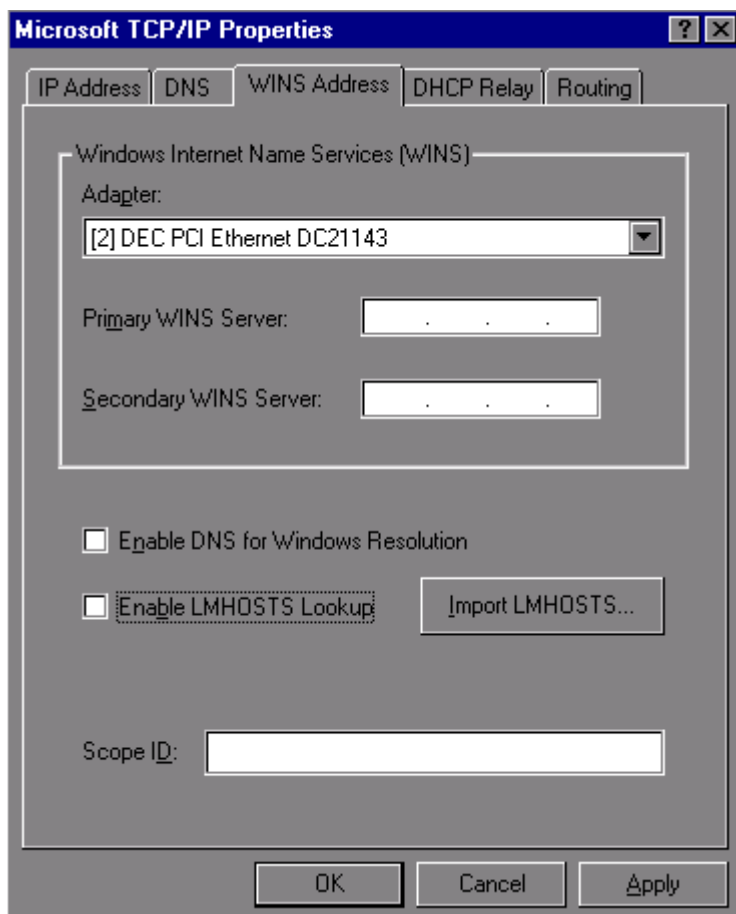 Microsoft TCP/IP Properties
IP Address DNS WINS Address DHCP Relay Routing
Windows Internet Name Services (WINS)
Adapter:
[2] DEC PCI Ethernet DC21143
Primary WINS Server: . . .
Secondary WINS Server: . . .
Enable DNS for Windows Resolution
Enable LMHOSTS Lookup Import LMHOSTS...
Scope ID:
OK Cancel Apply